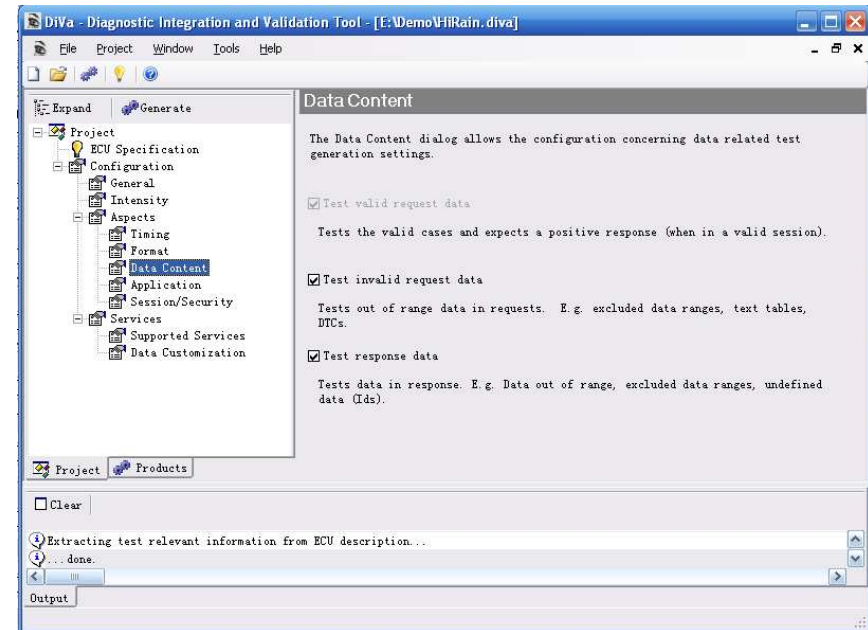 DiVa - Diagnostic Integration and Validation Tool - [E:\Demo\HiRain.diva]
File Project Window Tools Help
Expand Generate
Project
ECU Specification
Configuration
General
Intensity
Aspects
Timing
Format
Data Content
Application
Session/Security
Services
Supported Services
Data Customization
Project Products
Data Content
The Data Content dialog allows the configuration concerning data related test
generation settings.
Test valid request data
Tests the valid cases and expects a positive response (when in a valid session).
Test invalid request data
Tests out of range data in requests. E.g. excluded data ranges, text tables,
DTCs.
Test response data
Tests data in response. E.g. Data out of range, excluded data ranges, undefined
data (Ids).
Clear
Extracting test relevant information from ECU description...
...done.
Output